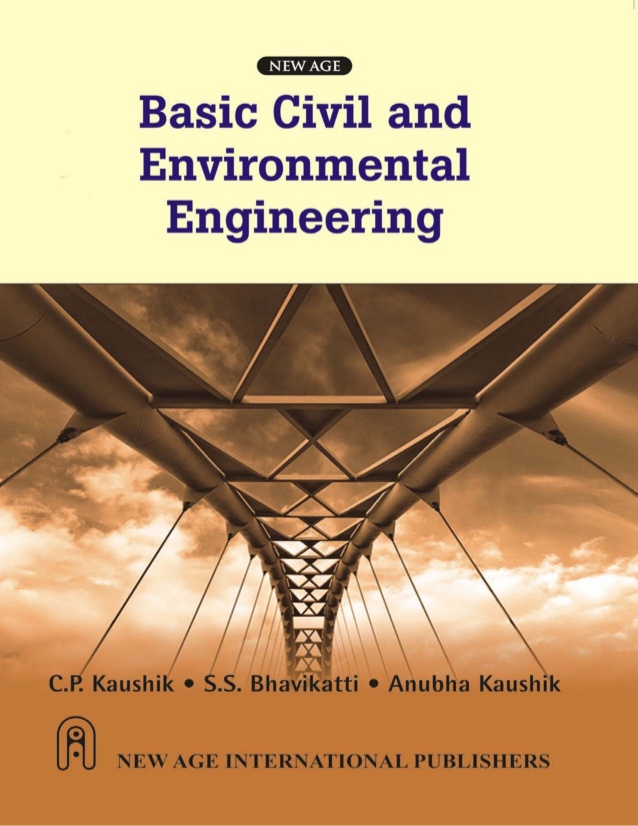 NEW AGE
Basic Civil and
Environmental
Engineering
C.P. Kaushik • S.S. Bhavikatti • Anubha Kaushik
NEW AGE INTERNATIONAL PUBLISHERS